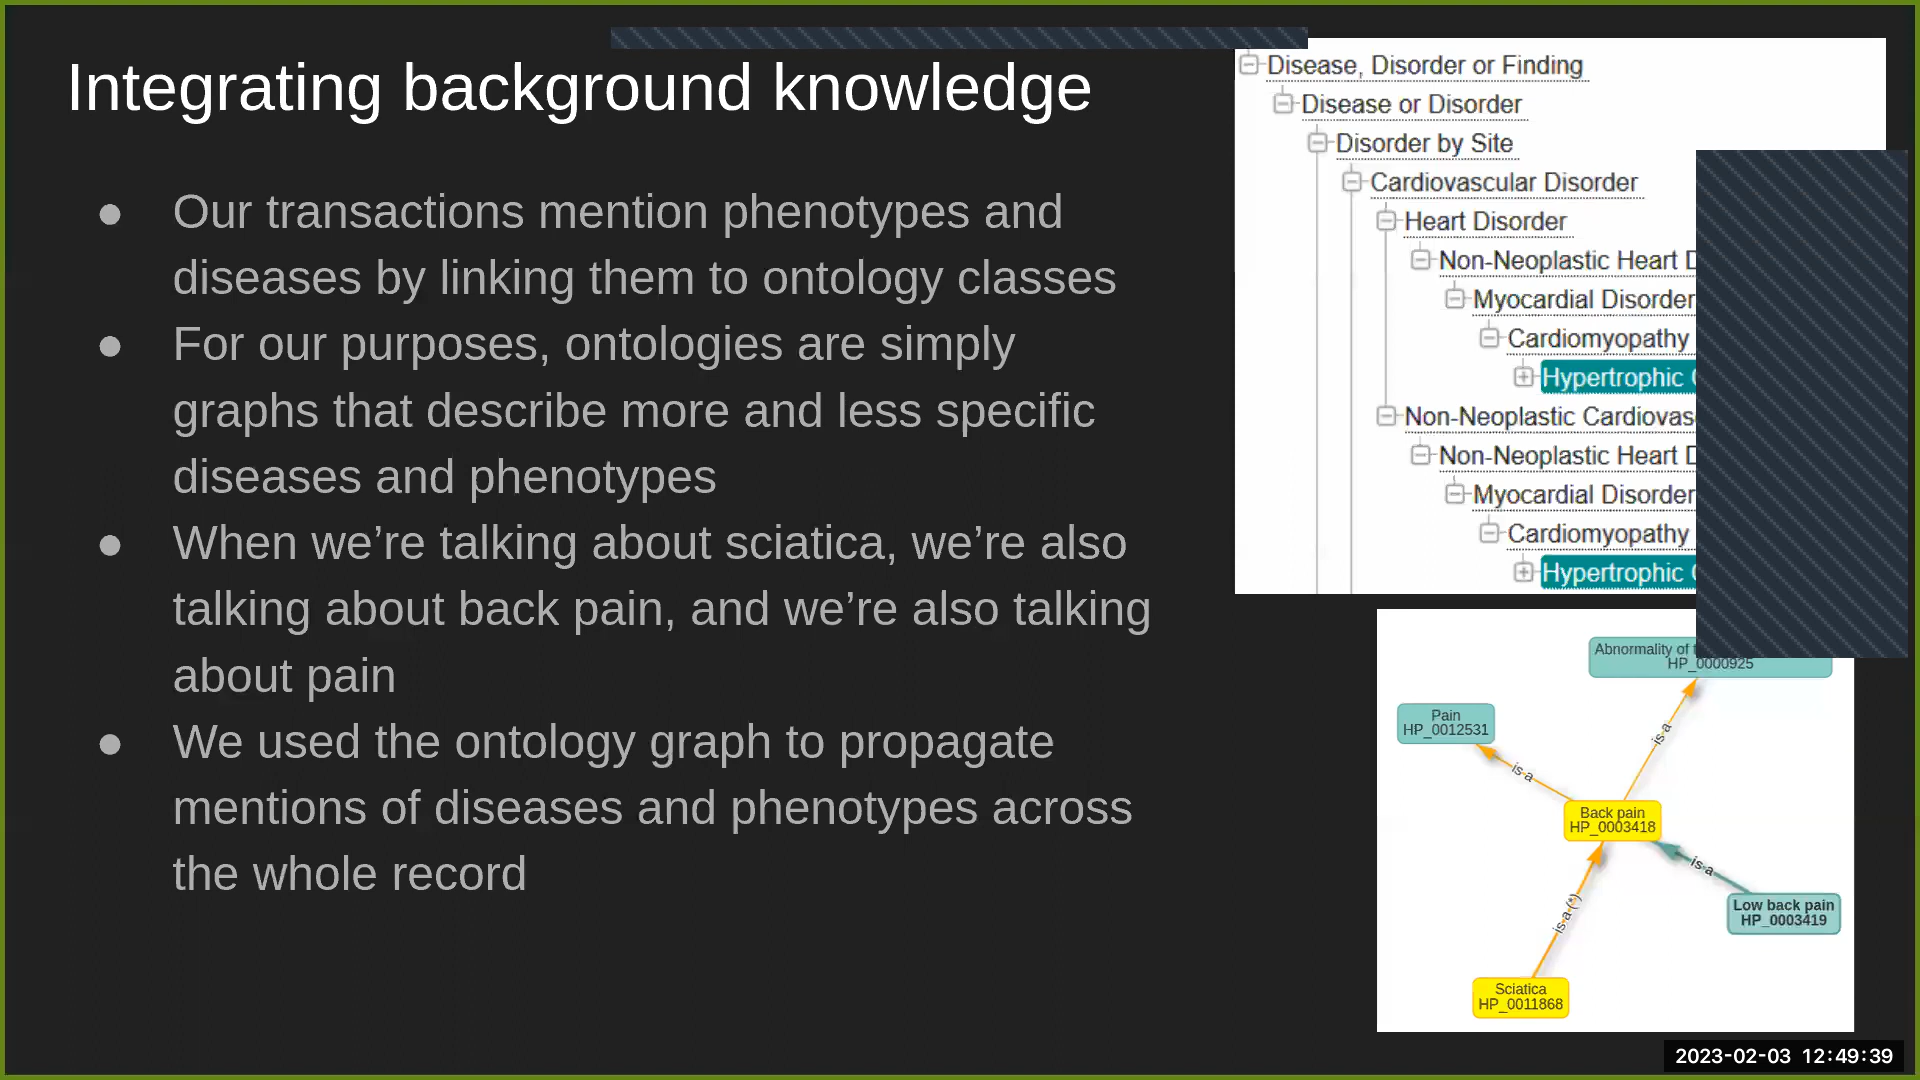 Integrating background knowledge
● Our transactions mention phenotypes and
diseases by linking them to ontology classes
● For our purposes, ontologies are simply
graphs that describe more and less specific
diseases and phenotypes
● When we’re talking about sciatica, we’re also
talking about back pain, and we’re also talking
about pain
● We used the ontology graph to propagate
mentions of diseases and phenotypes across
the whole record
Disease, Disorder or Finding
Disease or Disorder
Disorder by Site
Cardiovascular Disorder
Heart Disorder
Non-Neoplastic Heart
Myocardial Disorder
Cardiomyopathy
Hypertrophic
Non-Neoplastic
Non-Neoplastic Heart
Myocardial Disorder
Cardiomyopathy
Hypertrophic
Abnormality of
HP_0000925
Pain
HP_0012531
is a
is a
Back pain
HP_0003418
is a
is a (*)
Low back pain
HP_0003419
Sciatica
HP_0011868
2023-02-03 12:49:39